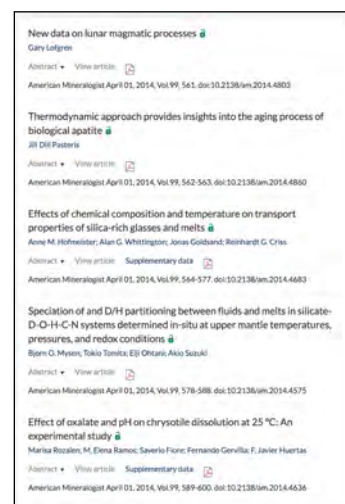 New data on lunar magmatic processes
Gary Lofgren
Abstract View article
American Mineralogist April 01, 2014, Vol.99, 561. doi:10.2138/am.2014.4803
Thermodynamic approach provides insights into the aging process of
biological apatite
Jill Dill Pasteris
Abstract View article
American Mineralogist April 01, 2014, Vol.99, 562-563. doi:10.2138/am.2014.4860
Effects of chemical composition and temperature on transport
properties of silica-rich glasses and melts
Anne M. Hofmeister; Alan G. Whittington; Jonas Goldsand; Reinhardt G. Criss
Abstract View article Supplementary data
American Mineralogist April 01, 2014, Vol.99, 564-577. doi:10.2138/am.2014.4683
Speciation of and D/H partitioning between fluids and melts in silicate-
D-O-H-C-N systems determined in-situ at upper mantle temperatures,
pressures, and redox conditions
Bjorn O. Mysen; Tokio Tomita; Eiji Ohtani; Akio Suzuki
Abstract View article
American Mineralogist April 01, 2014, Vol.99, 578-588. doi:10.2138/am.2014.4575
Effect of oxalate and pH on chrysotile dissolution at 25 °C: An
experimental study
Marisa Rozalen; M. Elena Ramos; Saverio Fiore; Fernando Gervilla; F. Javier Huertas
Abstract View article Supplementary data
American Mineralogist April 01, 2014, Vol.99, 589-600. doi:10.2138/am.2014.4636